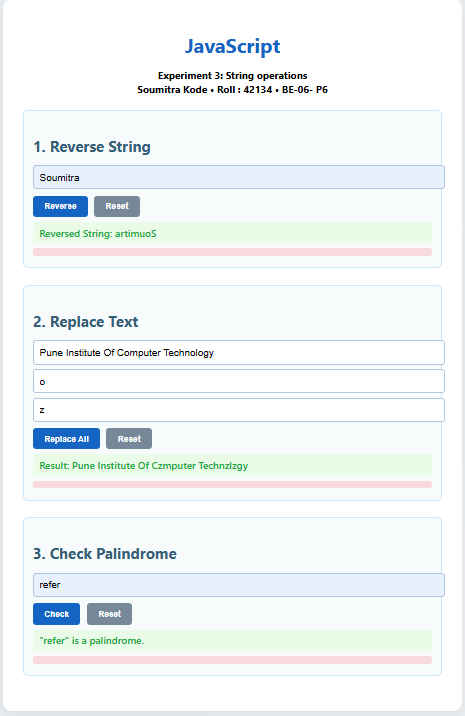 JavaScript
Experiment 3: String operations
Soumitra Kode • Roll : 42134 • BE-06- P6
1. Reverse String
Soumitra
Reverse Reset
Reversed String: artimuoS
2. Replace Text
Pune Institute Of Computer Technology
o
z
Replace All Reset
Result: Pune Institute Of Czmputer Technzlzgy
3. Check Palindrome
refer
Check Reset
"refer" is a palindrome.